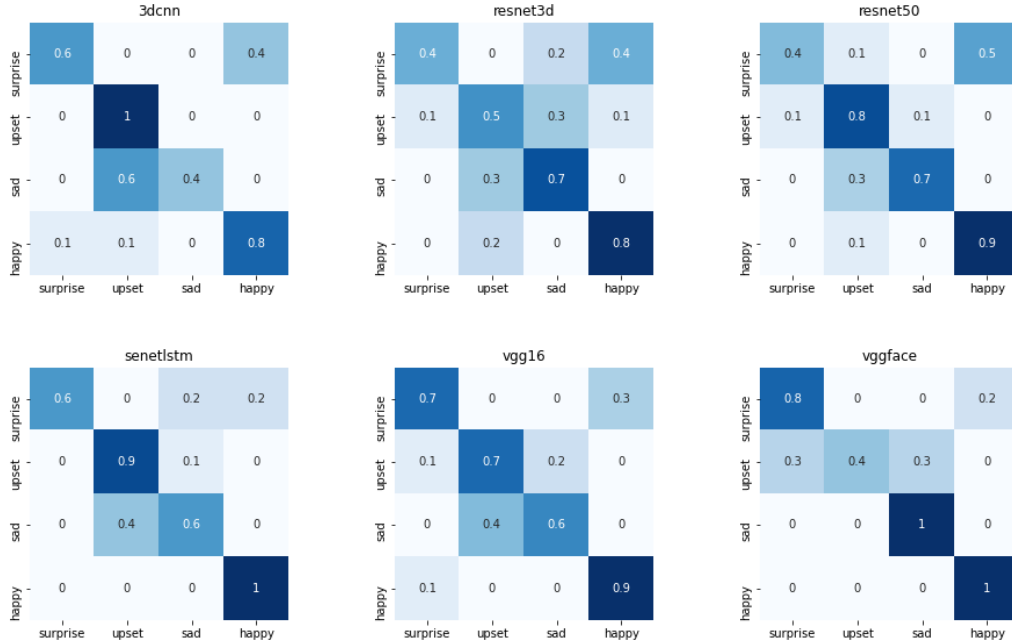 3dcnn resnet3d resnet50
surprise 0.6 0 0 0.4 surprise 0.4 0 0.2 0.4 surprise 0.4 0.1 0 0.5
upset 0 1 0 0 upset 0.1 0.5 0.3 0.1 upset 0.1 0.8 0.1 0
sad 0 0.6 0.4 0 sad 0 0.3 0.7 0 sad 0 0.3 0.7 0
happy 0.1 0.1 0 0.8 happy 0 0.2 0 0.8 happy 0 0.1 0 0.9
surprise upset sad happy surprise upset sad happy surprise upset sad happy
senetlstm vgg16 vggface
surprise 0.6 0 0.2 0.2 surprise 0.7 0 0 0.3 surprise 0.8 0 0 0.2
upset 0 0.9 0.1 0 upset 0.1 0.7 0.2 0 upset 0.3 0.4 0.3 0
sad 0 0.4 0.6 0 sad 0 0.4 0.6 0 sad 0 0 1 0
happy 0 0 0 1 happy 0.1 0 0 0.9 happy 0 0 0 1
surprise upset sad happy surprise upset sad happy surprise upset sad happy